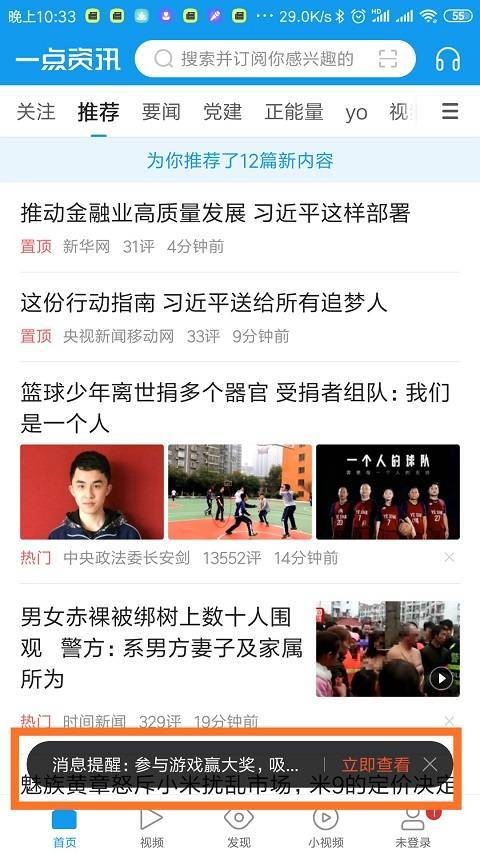 晚上10:33
··· 29.0K/s HD 55
一点资讯
搜索并订阅你感兴趣的
关注 推荐 要闻 党建 正能量 yo 视
为你推荐了12篇新内容
推动金融业高质量发展 习近平这样部署
置顶 新华网 31评 4分钟前
这份行动指南 习近平送给所有追梦人
置顶 央视新闻移动网 33评 9分钟前
篮球少年离世捐多个器官 受捐者组队：我们
是一个人
一个人的球队
热门 中央政法委长安剑 13552评 14分钟前
男女赤裸被绑树上数十人围
观 警方：系男方妻子及家属
所为
热门 时间新闻 329评 19分钟前
消息提醒：参与游戏赢大奖，吸... 立即查看
魅族黄章怒斥小米扰乱市场，米9的定价决定
首页 视频 发现 小视频 未登录
1